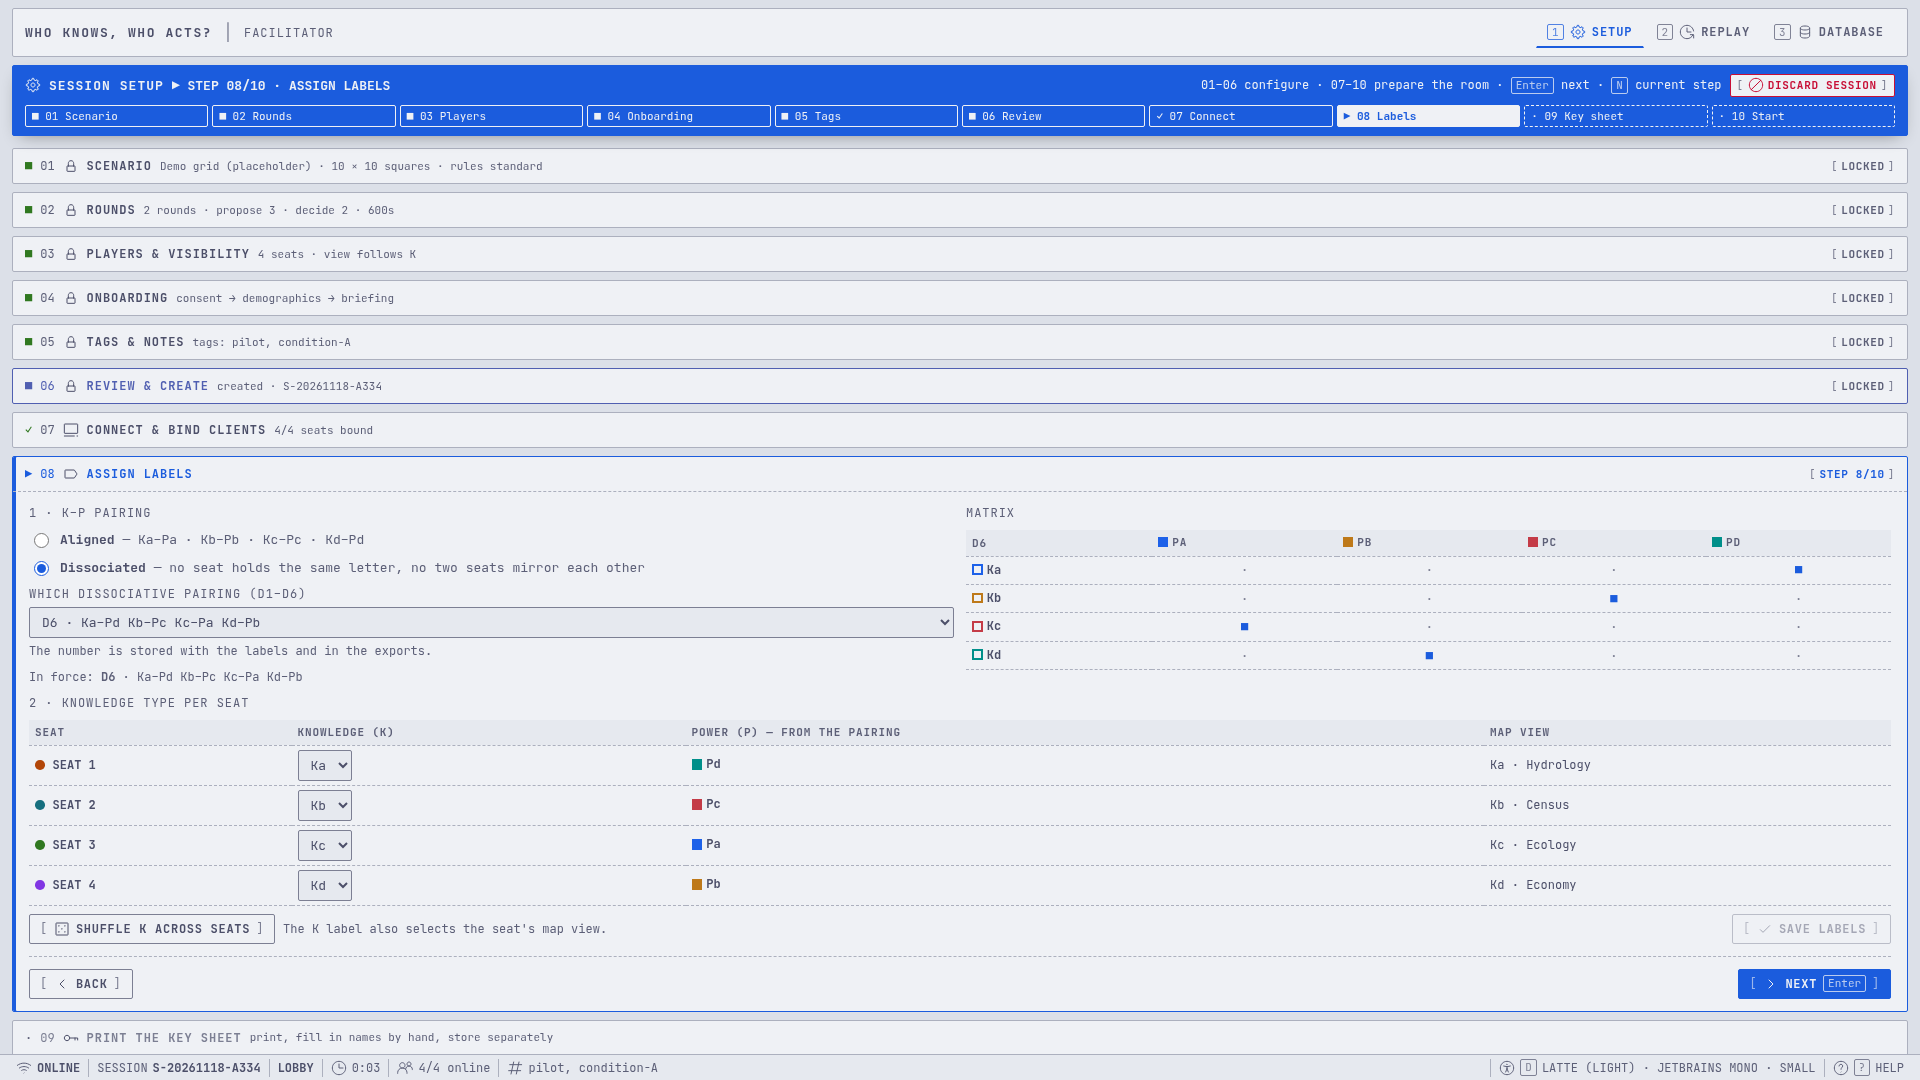 WHO KNOWS, WHO ACTS? FACILITATOR 1 SETUP 2 REPLAY 3 DATABASE
SESSION SETUP ▶ STEP 08/10 · ASSIGN LABELS 01–06 configure · 07–10 prepare the room · Enter next · N current step [ DISCARD SESSION ]
■ 01 Scenario ■ 02 Rounds ■ 03 Players ■ 04 Onboarding ■ 05 Tags ■ 06 Review ✓ 07 Connect ▶ 08 Labels · 09 Key sheet · 10 Start
■ 01 SCENARIO Demo grid (placeholder) · 10 × 10 squares · rules standard [ LOCKED ]
■ 02 ROUNDS 2 rounds · propose 3 · decide 2 · 600s [ LOCKED ]
■ 03 PLAYERS & VISIBILITY 4 seats · view follows K [ LOCKED ]
■ 04 ONBOARDING consent → demographics → briefing [ LOCKED ]
■ 05 TAGS & NOTES tags: pilot, condition-A [ LOCKED ]
■ 06 REVIEW & CREATE created · S-20261118-A334 [ LOCKED ]
✓ 07 CONNECT & BIND CLIENTS 4/4 seats bound
▶ 08 ASSIGN LABELS [ STEP 8/10 ]
1 · K–P PAIRING
Aligned — Ka–Pa · Kb–Pb · Kc–Pc · Kd–Pd
Dissociated — no seat holds the same letter, no two seats mirror each other
WHICH DISSOCIATIVE PAIRING (D1–D6)
D6 · Ka–Pd Kb–Pc Kc–Pa Kd–Pb
The number is stored with the labels and in the exports.
In force: D6 · Ka–Pd Kb–Pc Kc–Pa Kd–Pb
MATRIX
D6 PA PB PC PD
Ka · · · ■
Kb · · ■ ·
Kc ■ · · ·
Kd · ■ · ·
2 · KNOWLEDGE TYPE PER SEAT
SEAT KNOWLEDGE (K) POWER (P) — FROM THE PAIRING MAP VIEW
SEAT 1 Ka Pd Ka · Hydrology
SEAT 2 Kb Pc Kb · Census
SEAT 3 Kc Pa Kc · Ecology
SEAT 4 Kd Pb Kd · Economy
[ SHUFFLE K ACROSS SEATS ] The K label also selects the seat's map view. [ ✓ SAVE LABELS ]
[ < BACK ] [ > NEXT Enter ]
· 09 PRINT THE KEY SHEET print, fill in names by hand, store separately
ONLINE SESSION S-20261118-A334 LOBBY 0:03 4/4 online # pilot, condition-A D LATTE (LIGHT) · JETBRAINS MONO · SMALL ? HELP